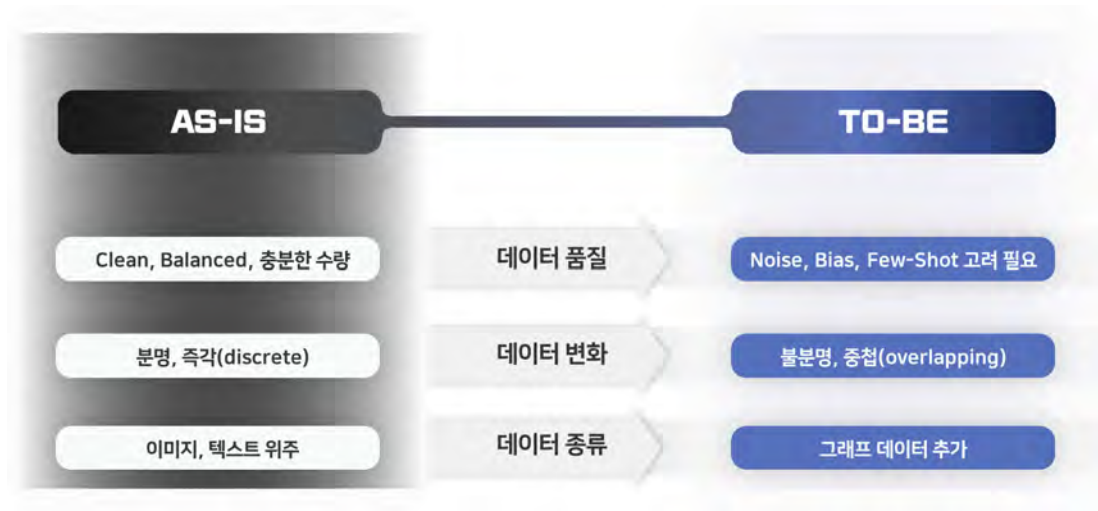 AS-IS
TO-BE
Clean, Balanced, 충분한 수량
데이터 품질
Noise, Bias, Few-Shot 고려 필요
분명, 즉각(discrete)
데이터 변화
불분명, 중첩(overlapping)
이미지, 텍스트 위주
데이터 종류
그래프 데이터 추가